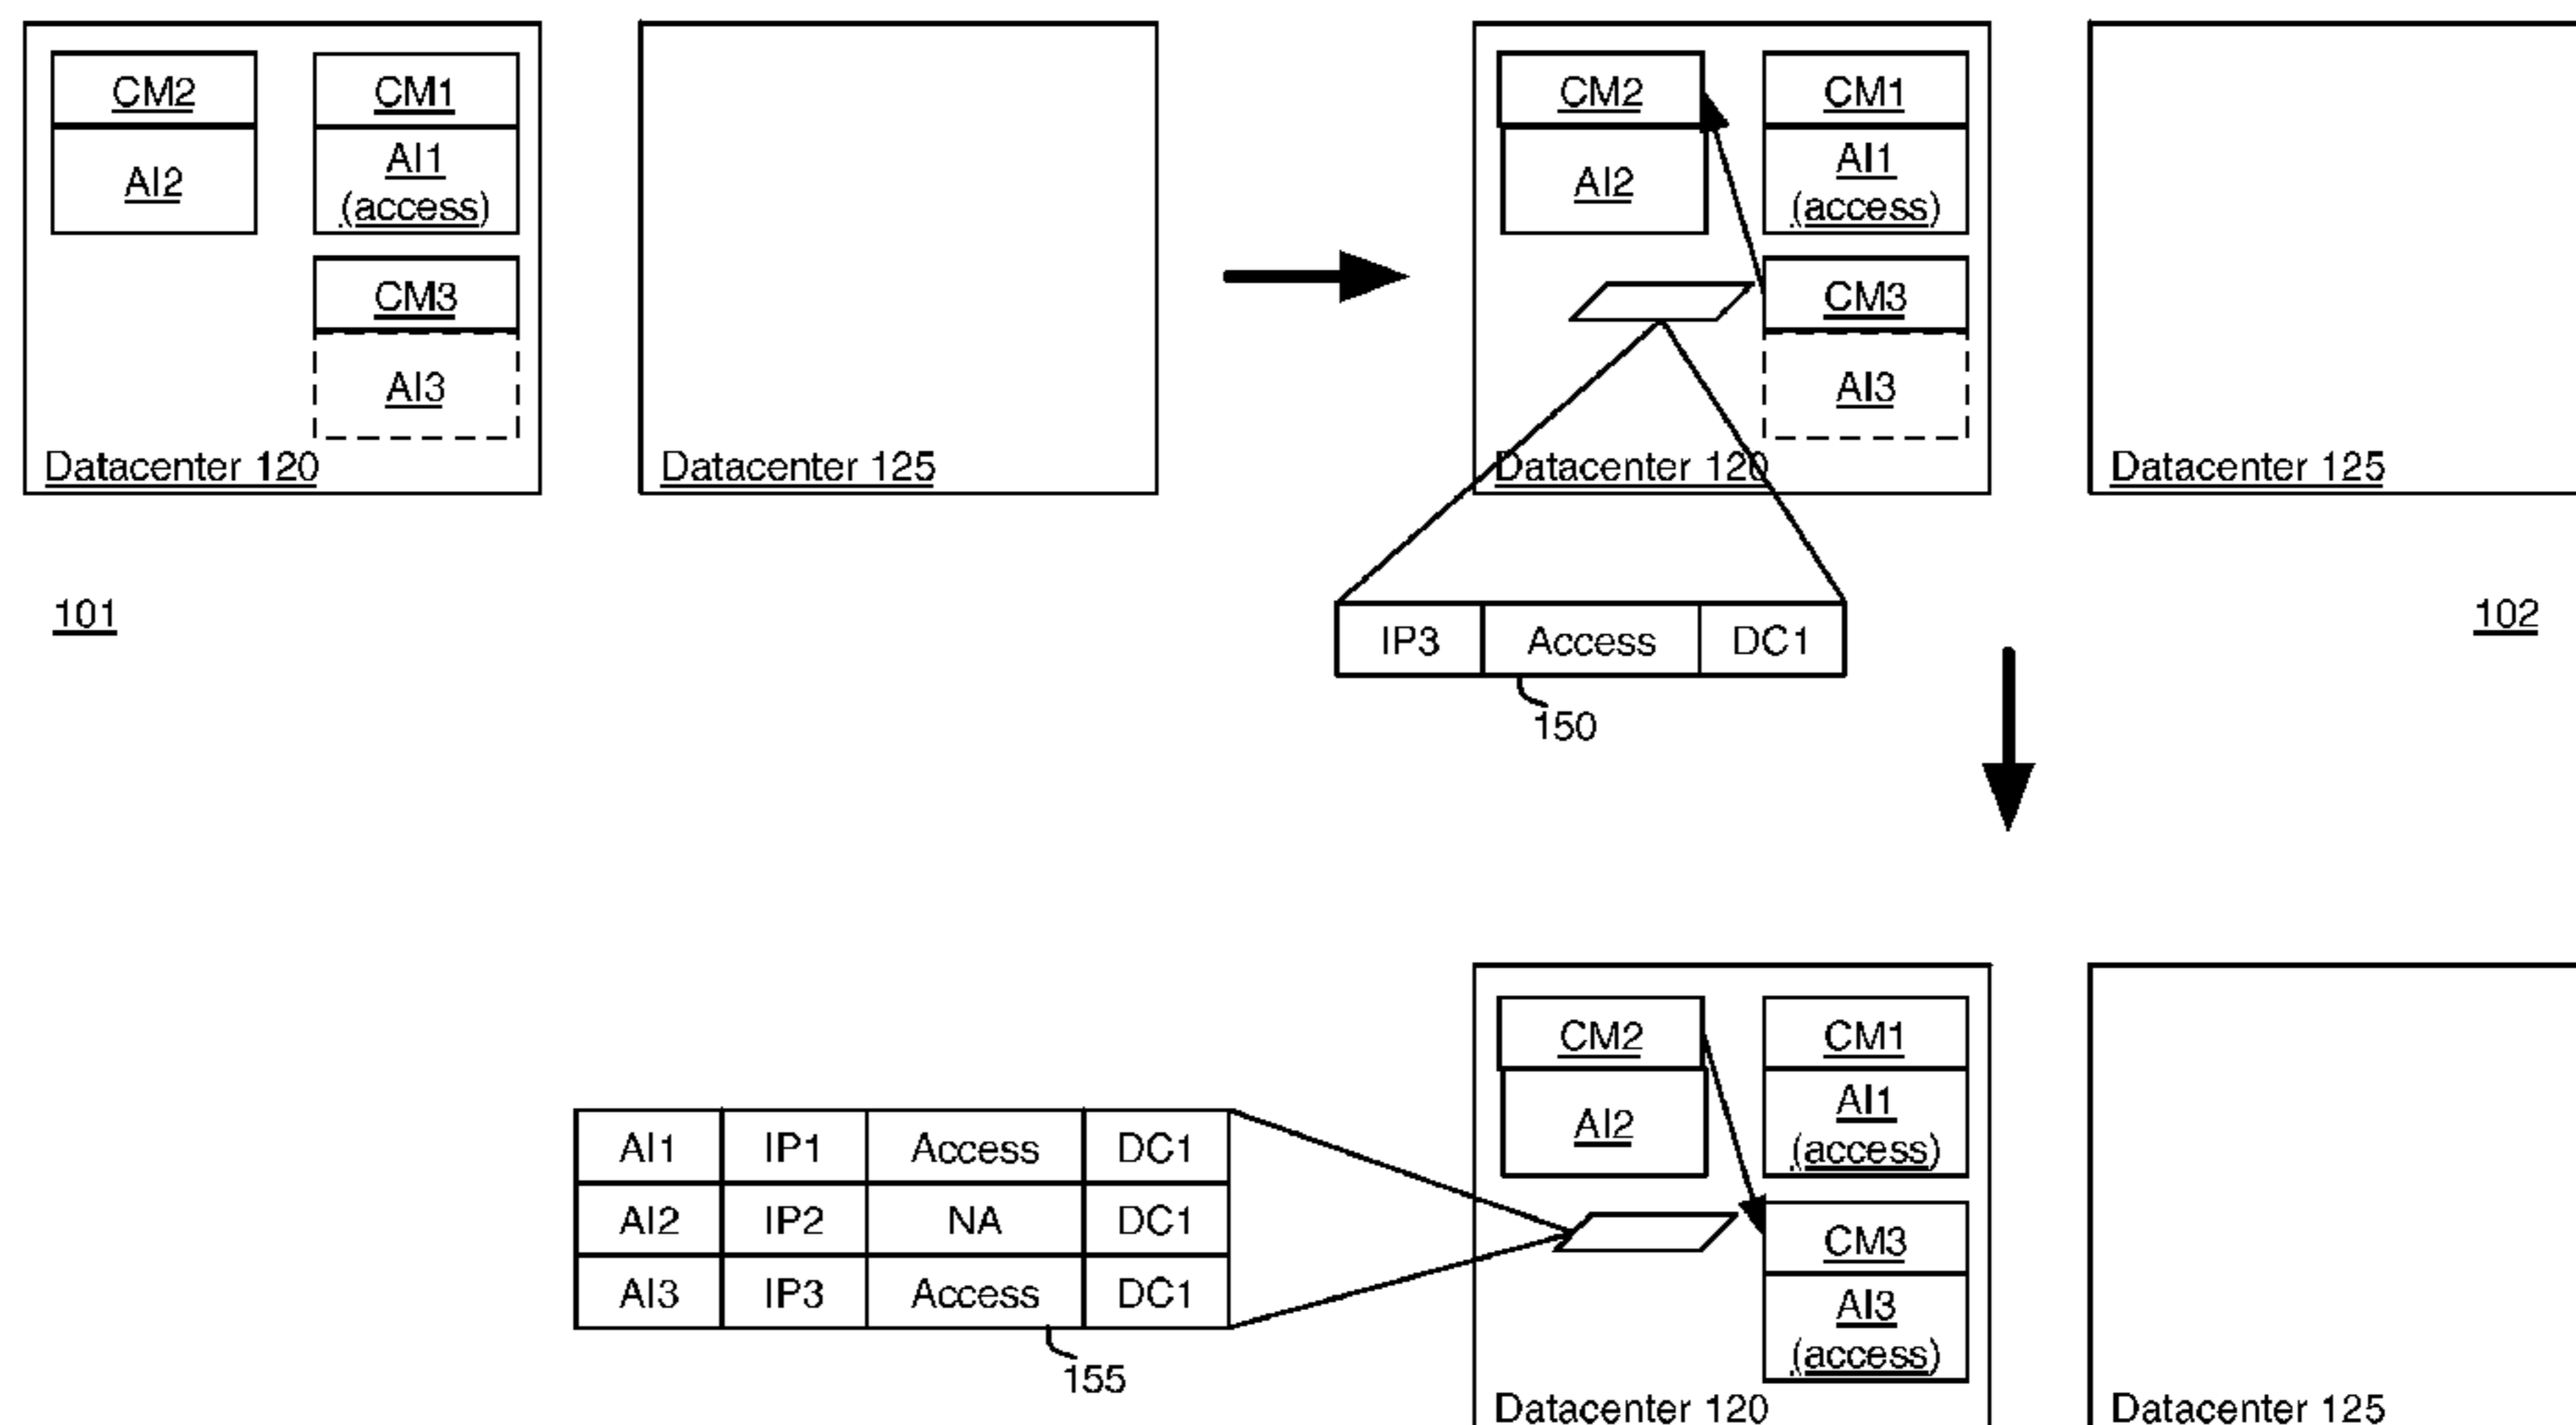 CM2
AI2
CM1
AI1
(access)
CM3
AI3
Datacenter 120
Datacenter 125
101
CM2
AI2
CM1
AI1
(access)
CM3
AI3
Datacenter 120
Datacenter 125
IP3 Access DC1
150
102
AI1 IP1 Access DC1
AI2 IP2 NA DC1
AI3 IP3 Access DC1
155
CM2
AI2
CM1
AI1
(access)
CM3
AI3
(access)
Datacenter 120
Datacenter 125